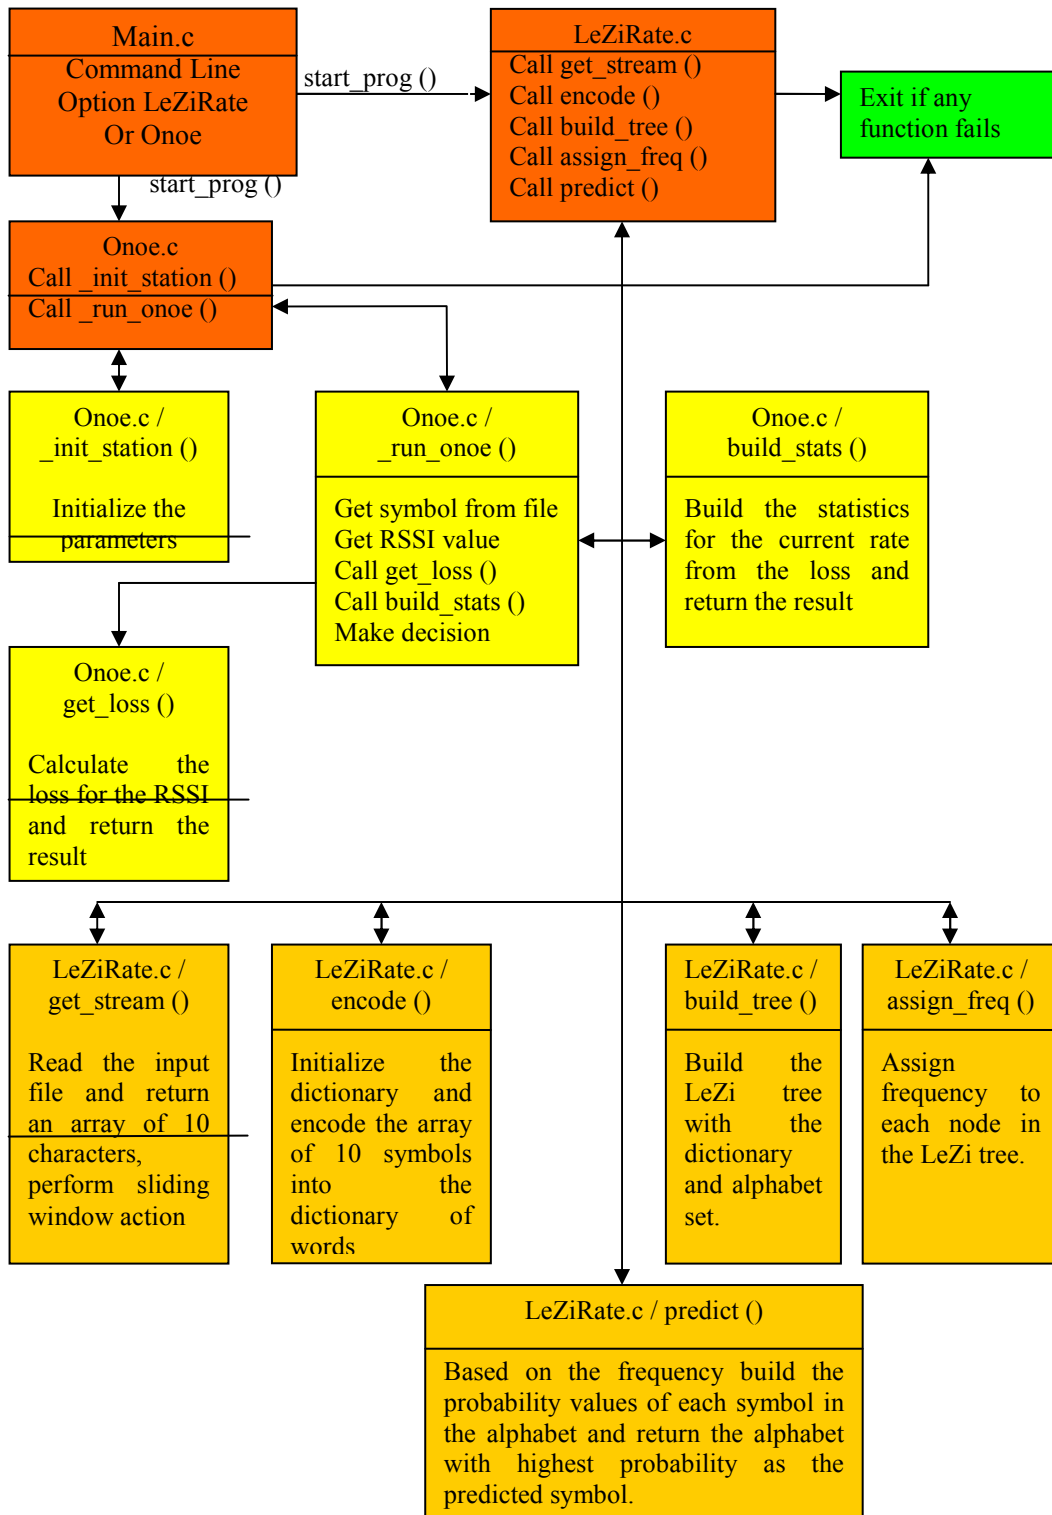 Main.c
Command Line
Option LeZiRate
Or Onoe
start_prog ()
LeZiRate.c
Call get_stream ()
Call encode ()
Call build_tree ()
Call assign_freq ()
Call predict ()
Exit if any
function fails
start_prog ()
Onoe.c
Call _init_station ()
Call _run_onoe ()
Onoe.c /
_init_station ()
Initialize the
parameters
Onoe.c /
_run_onoe ()
Get symbol from file
Get RSSI value
Call get_loss ()
Call build_stats ()
Make decision
Onoe.c /
build_stats ()
Build the statistics
for the current rate
from the loss and
return the result
Onoe.c /
get_loss ()
Calculate the
loss for the RSSI
and return the
result
LeZiRate.c /
get_stream ()
Read the input
file and return
an array of 10
characters,
perform sliding
window action
LeZiRate.c /
encode ()
Initialize the
dictionary and
encode the array
of 10 symbols
into the
dictionary of
words
LeZiRate.c /
build_tree ()
Build the
LeZi tree
with the
dictionary
and alphabet
set.
LeZiRate.c /
assign_freq ()
Assign
frequency to
each node in
the LeZi tree.
LeZiRate.c / predict ()
Based on the frequency build the
probability values of each symbol in
the alphabet and return the alphabet
with highest probability as the
predicted symbol.